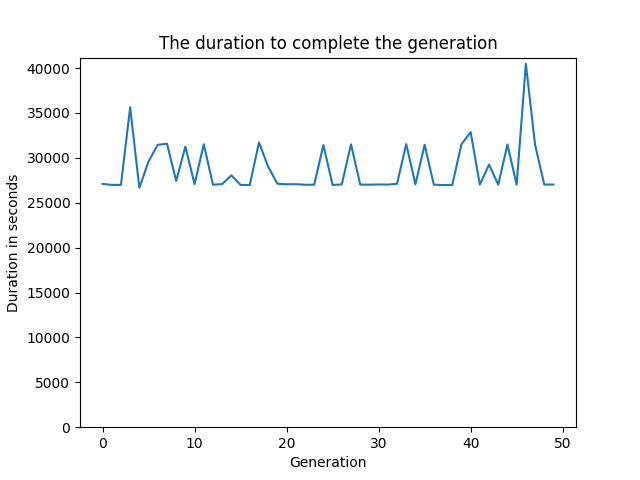 The duration to complete the generation
40000
35000
30000
25000
20000
15000
10000
5000
0
Duration in seconds
0 10 20 30 40 50
Generation